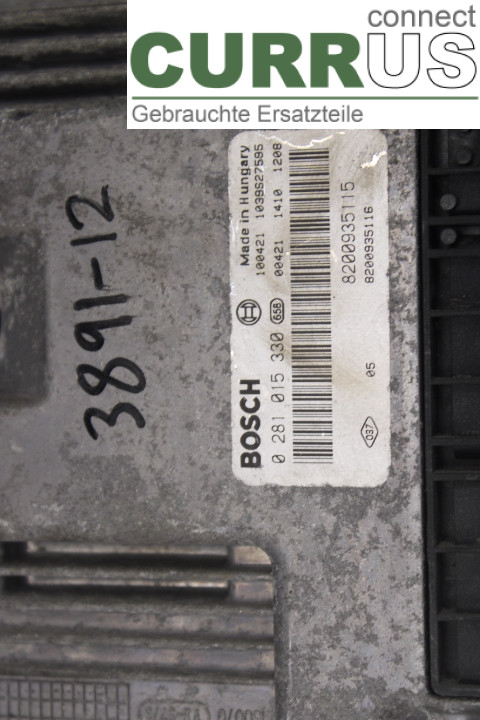 connect
CURRUS
Gebrauchte Ersatzteile
3891-12
BOSCH
Made in Hungary
0 281 015 330 658
100421 1039S27595
00421 1410 1208
8200935115
8200935116
05
037